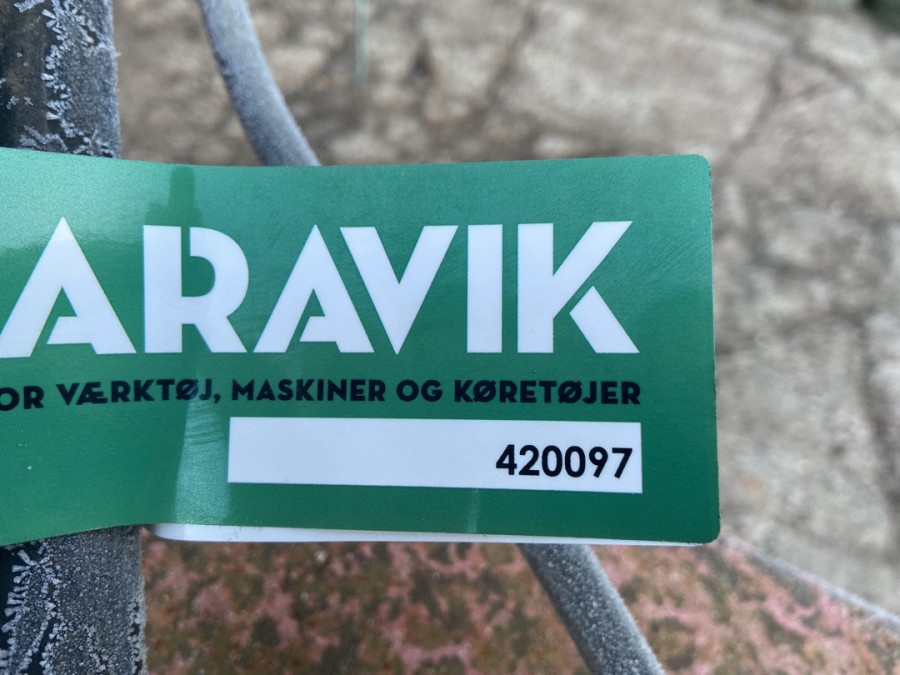 ARAVIK
OR VÆRKTØJ, MASKINER OG KØRETØJER
420097